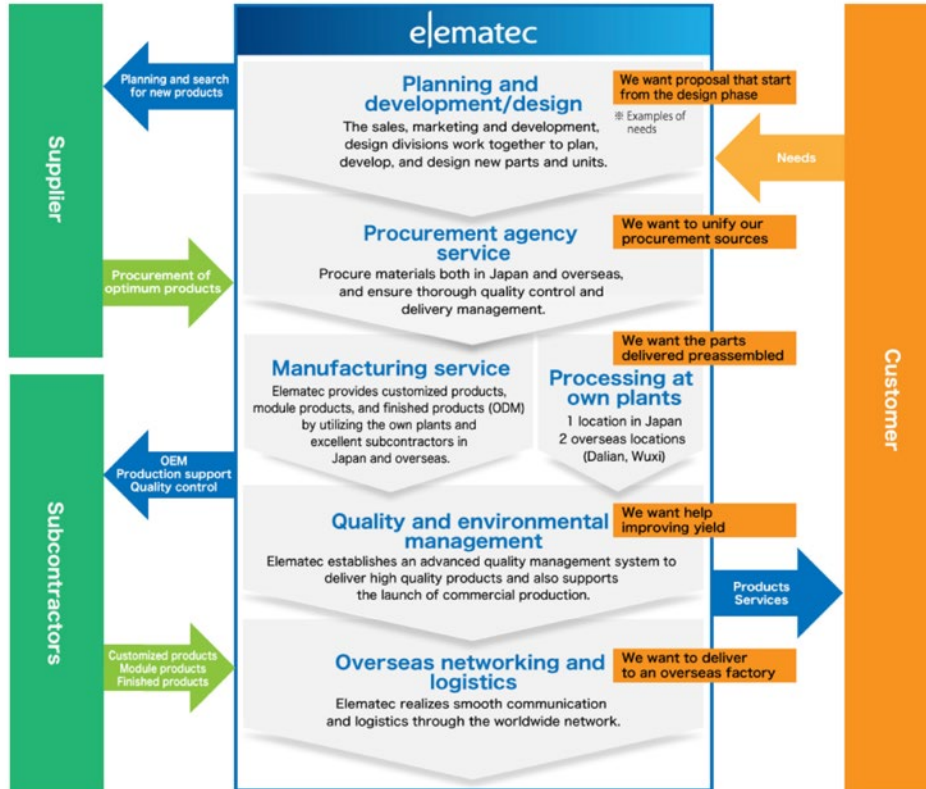 elematec
Supplier
Planning and search
for new products
Planning and
development/design
The sales, marketing and development,
design divisions work together to plan,
develop, and design new parts and units.
We want proposal that start
from the design phase
※ Examples of
needs
Needs
Customer
Procurement of
optimum products
Procurement agency
service
Procure materials both in Japan and overseas,
and ensure thorough quality control and
delivery management.
We want to unify our
procurement sources
Manufacturing service
Elematec provides customized products,
module products, and finished products (ODM)
by utilizing the own plants and
excellent subcontractors in
Japan and overseas.
We want the parts
delivered preassembled
Processing at
own plants
1 location in Japan
2 overseas locations
(Dalian, Wuxi)
Subcontractors
OEM
Production support
Quality control
Quality and environmental
management
Elematec establishes an advanced quality management system to
deliver high quality products and also supports
the launch of commercial production.
We want help
improving yield
Products
Services
Customized products
Module products
Finished products
Overseas networking and
logistics
Elematec realizes smooth communication
and logistics through the worldwide network.
We want to deliver
to an overseas factory